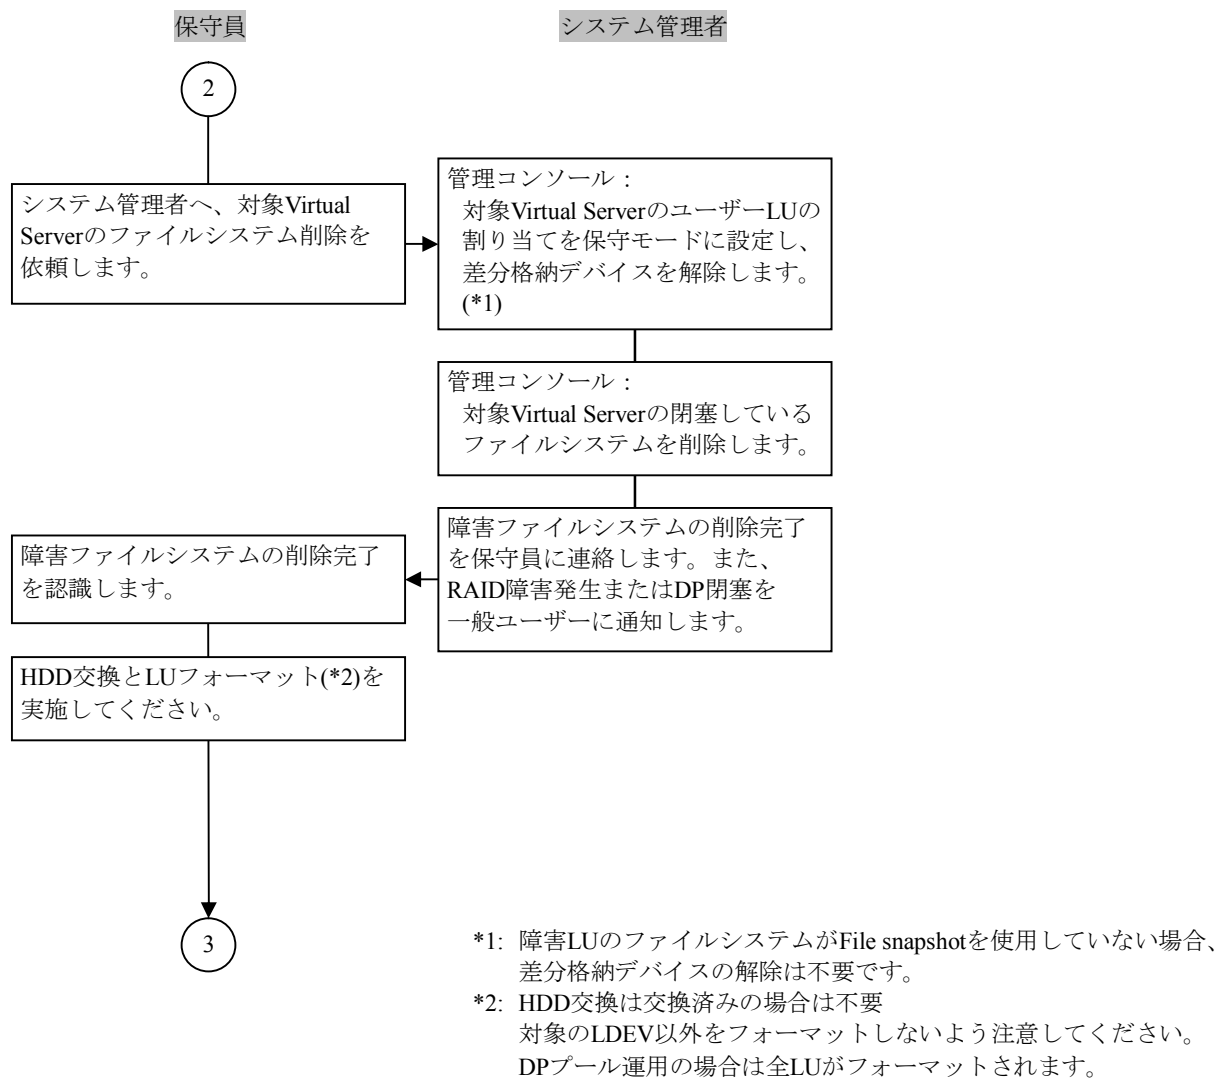 保守員
システム管理者
2
システム管理者へ、対象Virtual
Serverのファイルシステム削除を
依頼します。
管理コンソール：
対象Virtual ServerのユーザーLUの
割り当てを保守モードに設定し、
差分格納デバイスを解除します。
(*1)
管理コンソール：
対象Virtual Serverの閉塞している
ファイルシステムを削除します。
障害ファイルシステムの削除完了
を保守員に連絡します。また、
RAID障害発生またはDP閉塞を
一般ユーザーに通知します。
障害ファイルシステムの削除完了
を認識します。
HDD交換とLUフォーマット(*2)を
実施してください。
3
*1: 障害LUのファイルシステムがFile snapshotを使用していない場合、
差分格納デバイスの解除は不要です。
*2: HDD交換は交換済みの場合は不要
対象のLDEV以外をフォーマットしないよう注意してください。
DPプール運用の場合は全LUがフォーマットされます。